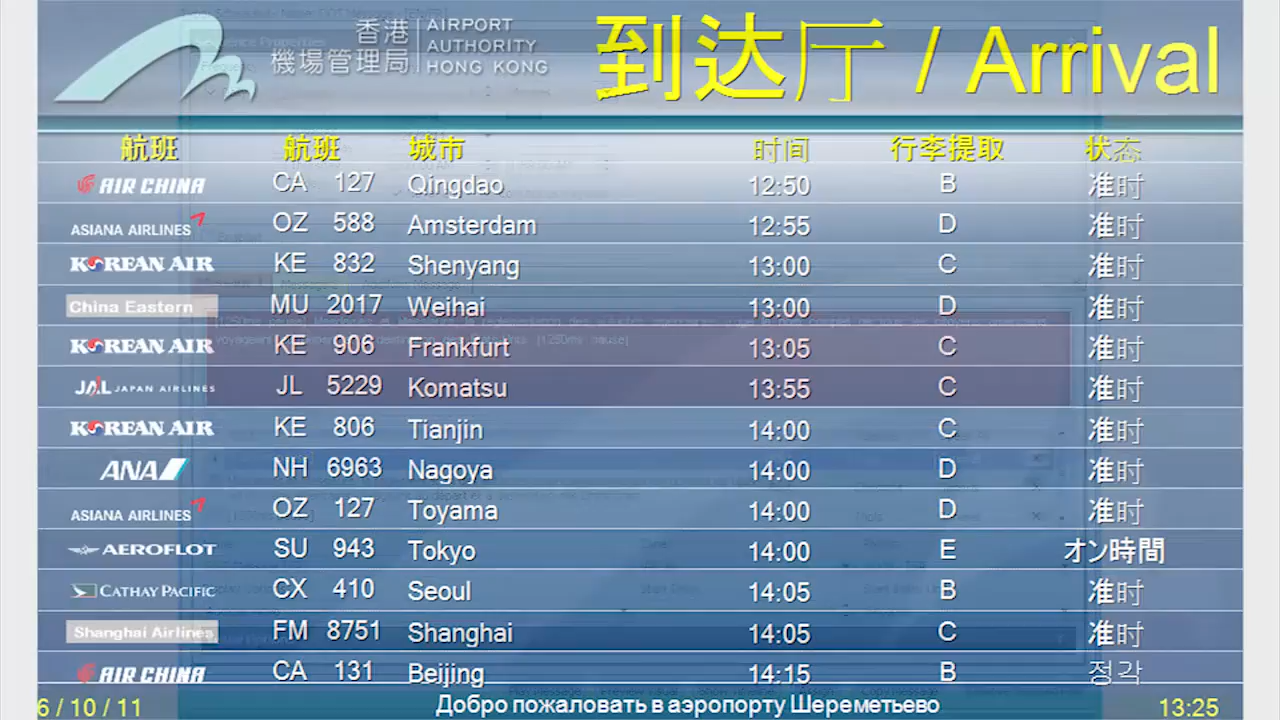 香港 AIRPORT
AUTHORITY
機場管理局 HONG KONG
到达厅 / Arrival
航班 航班 城市 时间 行李提取 状态
AIR CHINA CA 127 Qingdao 12:50 B 准时
ASIANA AIRLINES OZ 588 Amsterdam 12:55 D 准时
KOREAN AIR KE 832 Shenyang 13:00 C 准时
China Eastern MU 2017 Weihai 13:00 D 准时
KOREAN AIR KE 906 Frankfurt 13:05 C 准时
JAL JAPAN AIRLINES JL 5229 Komatsu 13:55 C 准时
KOREAN AIR KE 806 Tianjin 14:00 C 准时
ANA NH 6963 Nagoya 14:00 D 准时
ASIANA AIRLINES OZ 127 Toyama 14:00 D 准时
AEROFLOT SU 943 Tokyo 14:00 E オン時間
CATHAY PACIFIC CX 410 Seoul 14:05 B 准时
Shanghai Airlines FM 8751 Shanghai 14:05 C 准时
AIR CHINA CA 131 Beijing 14:15 B 정각
6 / 10 / 11 Добро пожаловать в аэропорту Шереметьево 13:25